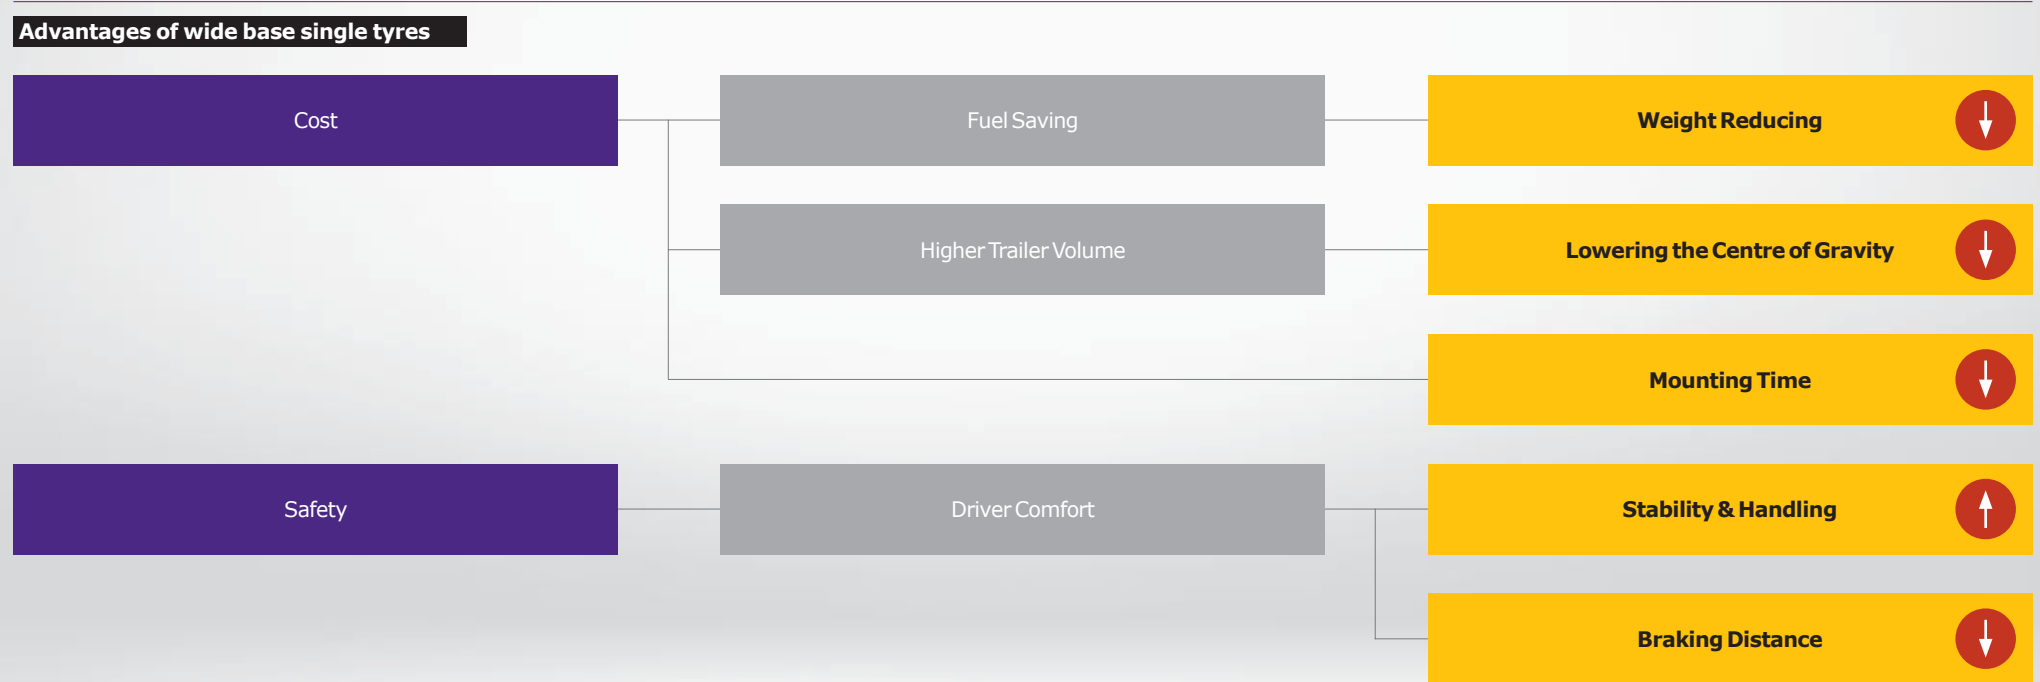 Advantages of wide base single tyres
Cost
Fuel Saving
Weight Reducing
Higher Trailer Volume
Lowering the Centre of Gravity
Mounting Time
Safety
Driver Comfort
Stability & Handling
Braking Distance